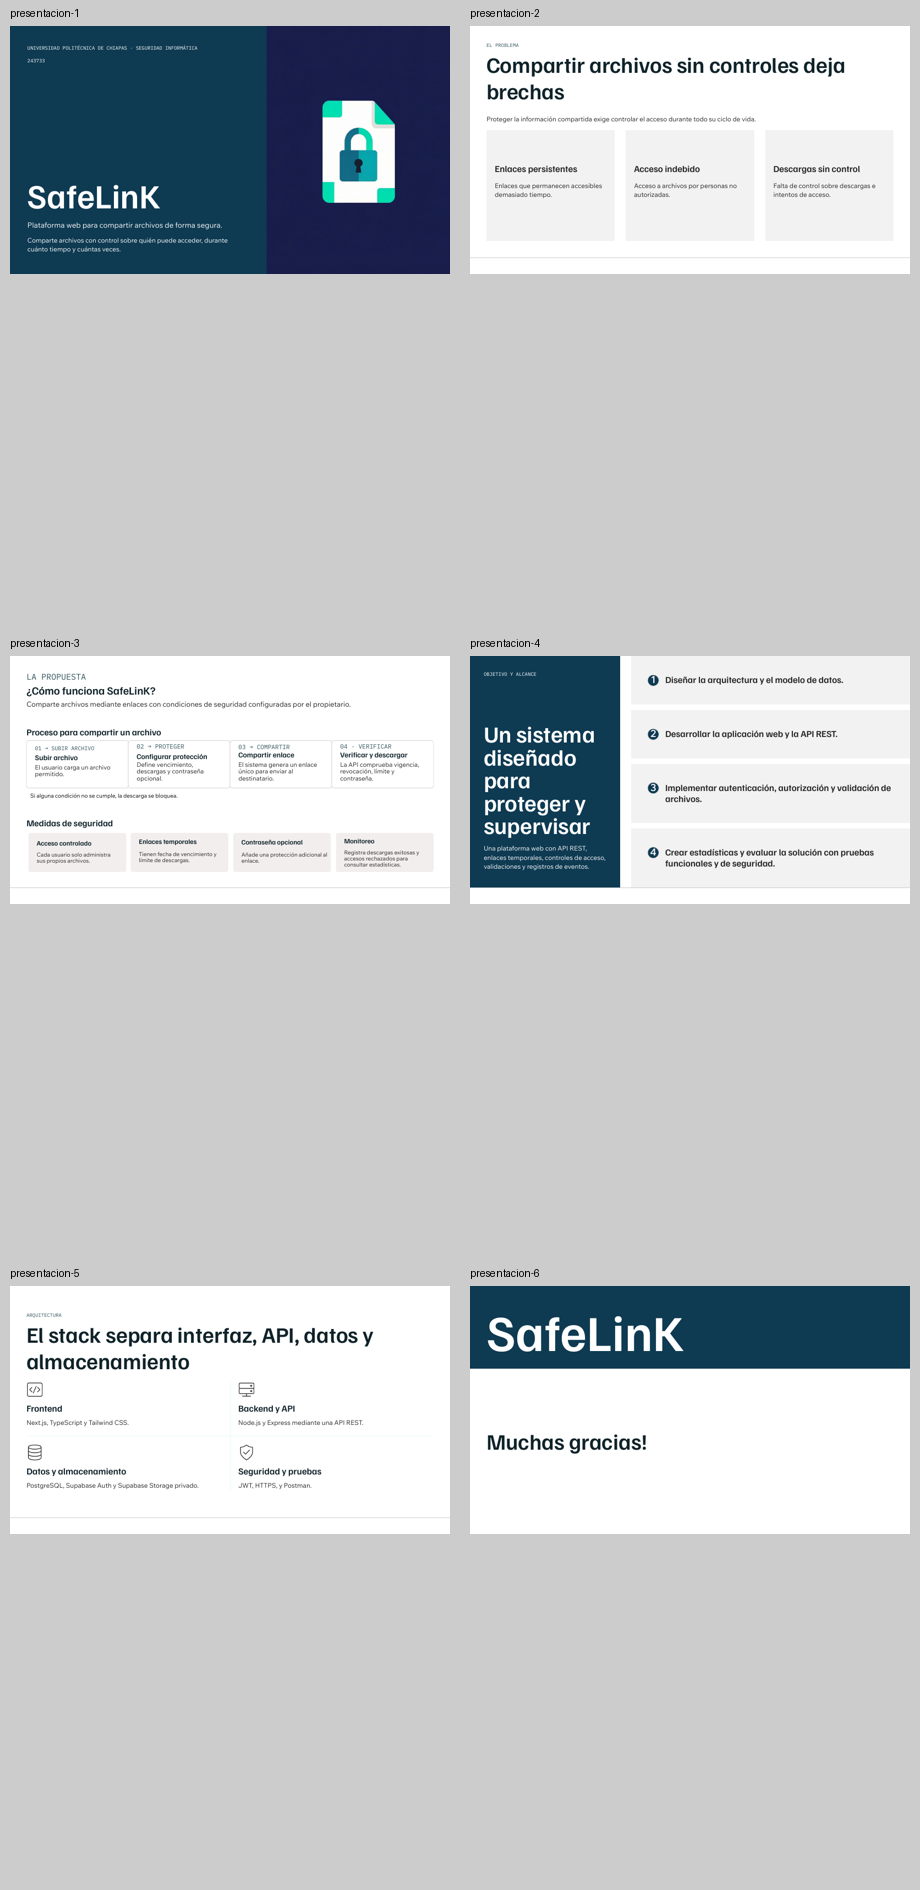 presentacion-1
UNIVERSIDAD POLITÉCNICA DE CHIAPAS - SEGURIDAD INFORMÁTICA
243733
SafeLinK
Plataforma web para compartir archivos de forma segura.
Comparte archivos con control sobre quién puede acceder, durante
cuánto tiempo y cuántas veces.
presentacion-2
EL PROBLEMA
Compartir archivos sin controles deja
brechas
Proteger la información compartida exige controlar el acceso durante todo su ciclo de vida.
Enlaces persistentes
Enlaces que permanecen accesibles
demasiado tiempo.
Acceso indebido
Acceso a archivos por personas no
autorizadas.
Descargas sin control
Falta de control sobre descargas e
intentos de acceso.
presentacion-3
LA PROPUESTA
¿Cómo funciona SafeLinK?
Comparte archivos mediante enlaces con condiciones de seguridad configuradas por el propietario.
Proceso para compartir un archivo
01 → SUBIR ARCHIVO
Subir archivo
El usuario carga un archivo
permitido.
02 → PROTEGER
Configurar protección
Define vencimiento,
descargas y contraseña
opcional.
03 → COMPARTIR
Compartir enlace
El sistema genera un enlace
único para enviar al
destinatario.
04 · VERIFICAR
Verificar y descargar
La API comprueba vigencia,
revocación, límite y
contraseña.
Si alguna condición no se cumple, la descarga se bloquea.
Medidas de seguridad
Acceso controlado
Cada usuario solo administra
sus propios archivos.
Enlaces temporales
Tienen fecha de vencimiento y
límite de descargas.
Contraseña opcional
Añade una protección adicional al
enlace.
Monitoreo
Registra descargas exitosas y
accesos rechazados para
consultar estadísticas.
presentacion-4
OBJETIVO Y ALCANCE
Un sistema
diseñado
para
proteger y
supervisar
Una plataforma web con API REST,
enlaces temporales, controles de acceso,
validaciones y registros de eventos.
1 Diseñar la arquitectura y el modelo de datos.
2 Desarrollar la aplicación web y la API REST.
3 Implementar autenticación, autorización y validación de
archivos.
4 Crear estadísticas y evaluar la solución con pruebas
funcionales y de seguridad.
presentacion-5
ARQUITECTURA
El stack separa interfaz, API, datos y
almacenamiento
Frontend
Next.js, TypeScript y Tailwind CSS.
Backend y API
Node.js y Express mediante una API REST.
Datos y almacenamiento
PostgreSQL, Supabase Auth y Supabase Storage privado.
Seguridad y pruebas
JWT, HTTPS, y Postman.
presentacion-6
SafeLinK
Muchas gracias!